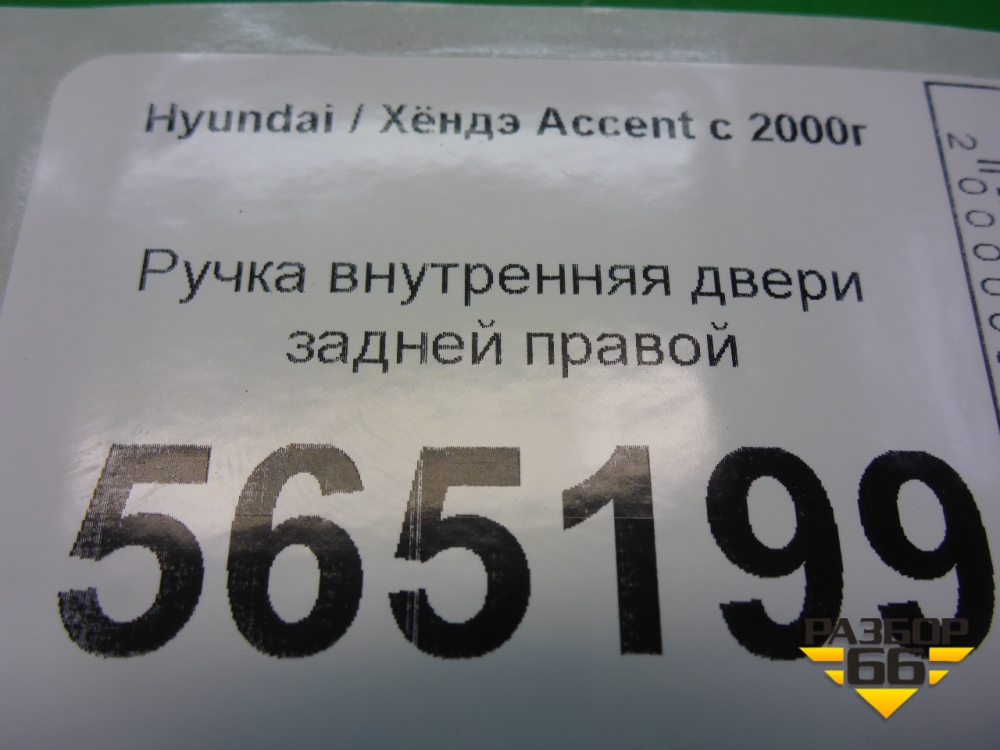 Hyundai / Хёндэ Accent с 2000г
Ручка внутренняя двери
задней правой
565199
РАЗБОР
66